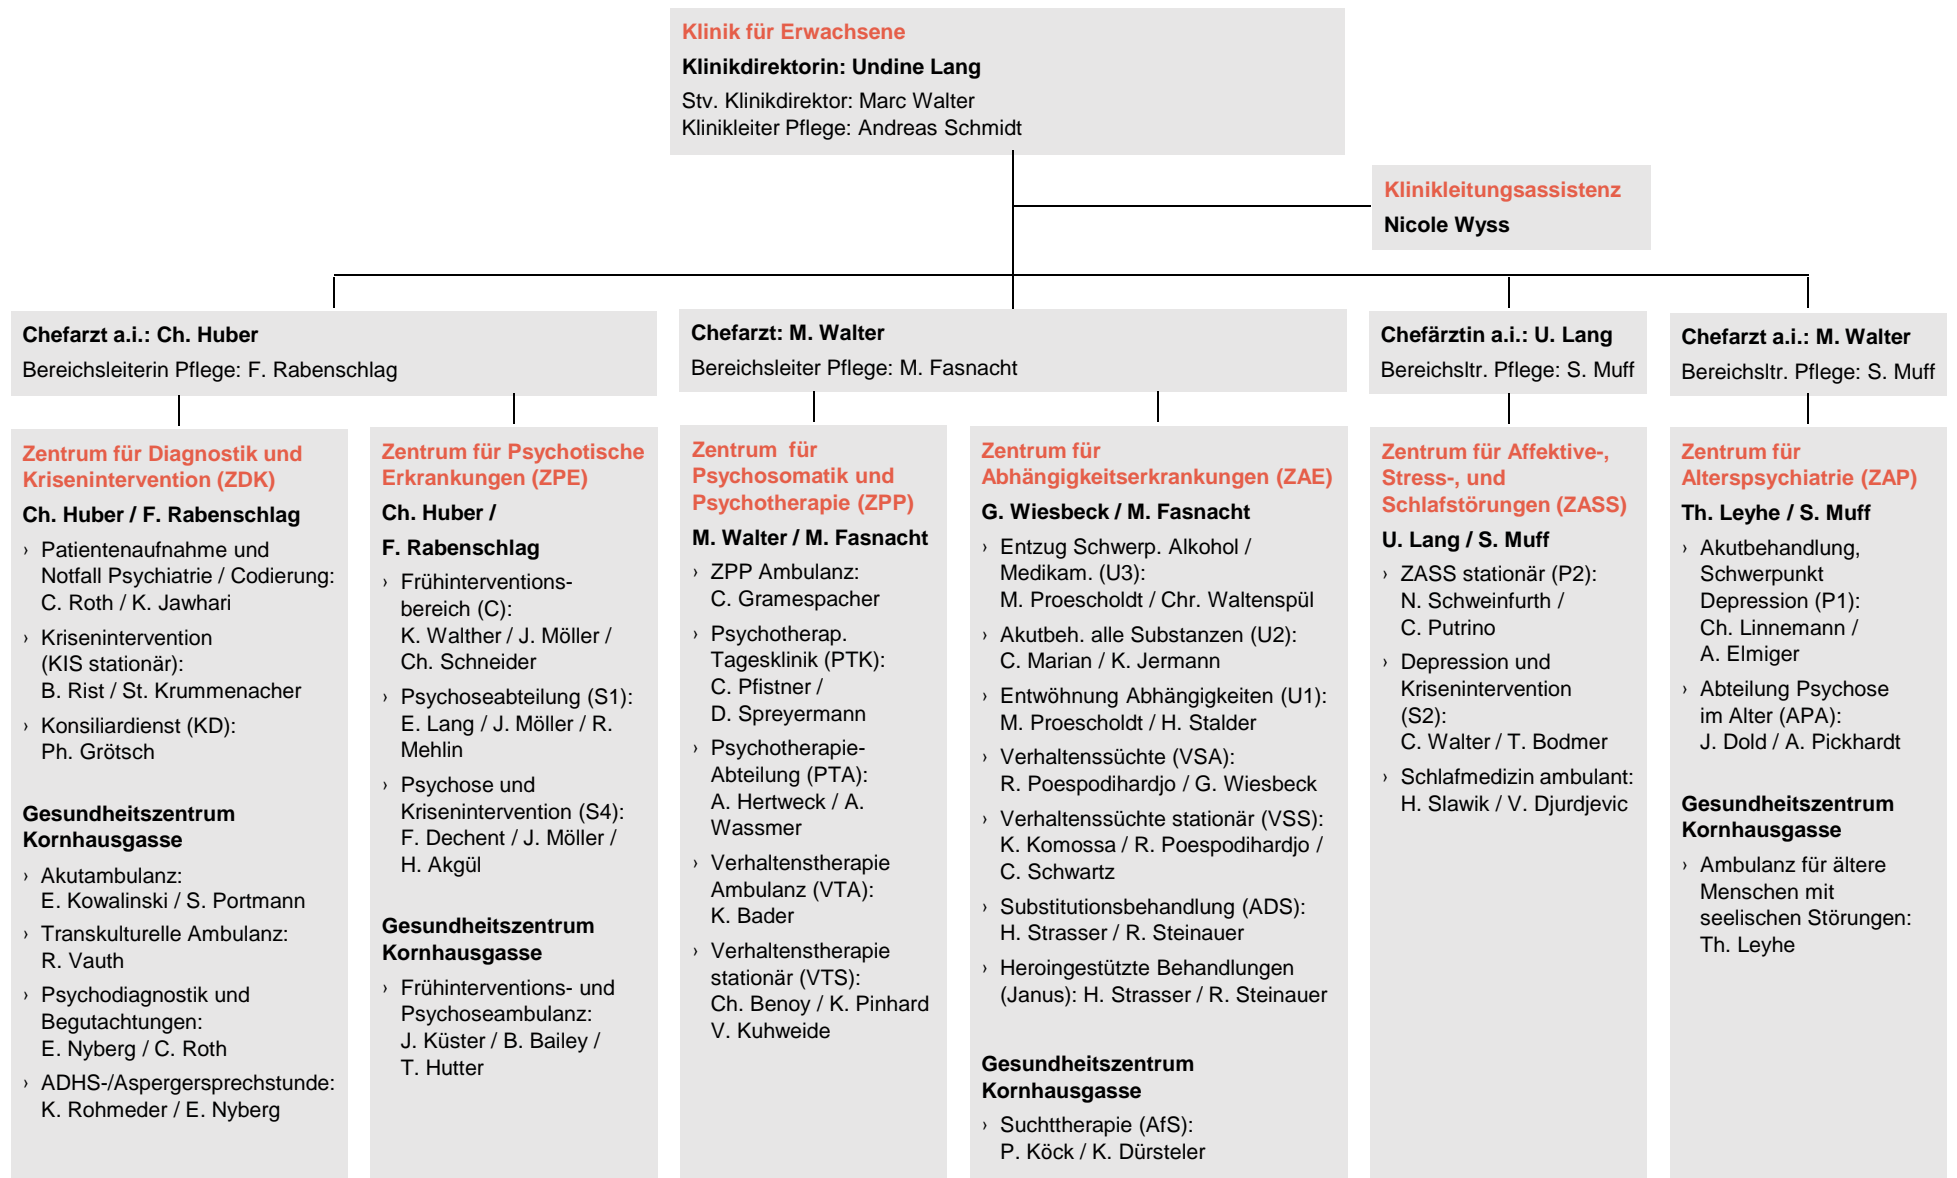 Klinik für Erwachsene
Klinikdirektorin: Undine Lang
Stv. Klinikdirektor: Marc Walter
Klinikleiter Pflege: Andreas Schmidt
Klinikleitungsassistenz
Nicole Wyss
Chefarzt a.i.: Ch. Huber
Bereichsleiterin Pflege: F. Rabenschlag
Chefarzt: M. Walter
Bereichsleiter Pflege: M. Fasnacht
Chefärztin a.i.: U. Lang
Bereichsltr. Pflege: S. Muff
Chefarzt a.i.: M. Walter
Bereichsltr. Pflege: S. Muff
Zentrum für Diagnostik und
Krisenintervention (ZDK)
Ch. Huber / F. Rabenschlag
› Patientenaufnahme und
Notfall Psychiatrie / Codierung:
C. Roth / K. Jawhari
› Krisenintervention
(KIS stationär):
B. Rist / St. Krummenacher
› Konsiliardienst (KD):
Ph. Grötsch
Gesundheitszentrum
Kornhausgasse
› Akutambulanz:
E. Kowalinski / S. Portmann
› Transkulturelle Ambulanz:
R. Vauth
› Psychodiagnostik und
Begutachtungen:
E. Nyberg / C. Roth
› ADHS-/Aspergersprechstunde:
K. Rohmeder / E. Nyberg
Zentrum für Psychotische
Erkrankungen (ZPE)
Ch. Huber /
F. Rabenschlag
› Frühinterventions-
bereich (C):
K. Walther / J. Möller /
Ch. Schneider
› Psychoseabteilung (S1):
E. Lang / J. Möller / R.
Mehlin
› Psychose und
Krisenintervention (S4):
F. Dechent / J. Möller /
H. Akgül
Gesundheitszentrum
Kornhausgasse
› Frühinterventions- und
Psychoseambulanz:
J. Küster / B. Bailey /
T. Hutter
Zentrum für
Psychosomatik und
Psychotherapie (ZPP)
M. Walter / M. Fasnacht
› ZPP Ambulanz:
C. Gramespacher
› Psychotherap.
Tagesklinik (PTK):
C. Pfistner /
D. Spreyermann
› Psychotherapie-
Abteilung (PTA):
A. Hertweck / A.
Wassmer
› Verhaltenstherapie
Ambulanz (VTA):
K. Bader
› Verhaltenstherapie
stationär (VTS):
Ch. Benoy / K. Pinhard
V. Kuhweide
Zentrum für
Abhängigkeitserkrankungen (ZAE)
G. Wiesbeck / M. Fasnacht
› Entzug Schwerp. Alkohol /
Medikam. (U3):
M. Proescholdt / Chr. Waltenspül
› Akutbeh. alle Substanzen (U2):
C. Marian / K. Jermann
› Entwöhnung Abhängigkeiten (U1):
M. Proescholdt / H. Stalder
› Verhaltenssüchte (VSA):
R. Poespodihardjo / G. Wiesbeck
› Verhaltenssüchte stationär (VSS):
K. Komossa / R. Poespodihardjo /
C. Schwartz
› Substitutionsbehandlung (ADS):
H. Strasser / R. Steinauer
› Heroingestützte Behandlungen
(Janus): H. Strasser / R. Steinauer
Gesundheitszentrum
Kornhausgasse
› Suchttherapie (AfS):
P. Köck / K. Dürsteler
Zentrum für Affektive-,
Stress-, und
Schlafstörungen (ZASS)
U. Lang / S. Muff
› ZASS stationär (P2):
N. Schweinfurth /
C. Putrino
› Depression und
Krisenintervention
(S2):
C. Walter / T. Bodmer
› Schlafmedizin ambulant:
H. Slawik / V. Djurdjevic
Zentrum für
Alterspsychiatrie (ZAP)
Th. Leyhe / S. Muff
› Akutbehandlung,
Schwerpunkt
Depression (P1):
Ch. Linnemann /
A. Elmiger
› Abteilung Psychose
im Alter (APA):
J. Dold / A. Pickhardt
Gesundheitszentrum
Kornhausgasse
› Ambulanz für ältere
Menschen mit
seelischen Störungen:
Th. Leyhe